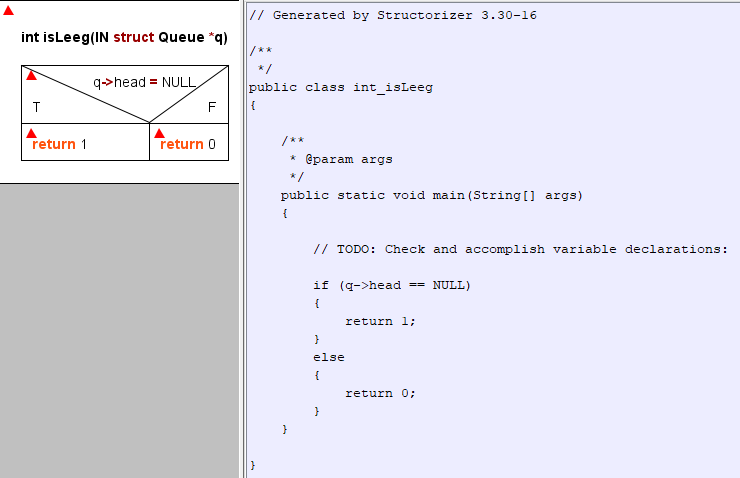 int isLeeg(IN struct Queue *q)
q->head = NULL
T F
return 1 return 0
// Generated by Structorizer 3.30-16
/**
*/
public class int_isLeeg
{
/**
* @param args
*/
public static void main(String[] args)
{
// TODO: Check and accomplish variable declarations:
if (q->head == NULL)
{
return 1;
}
else
{
return 0;
}
}
}